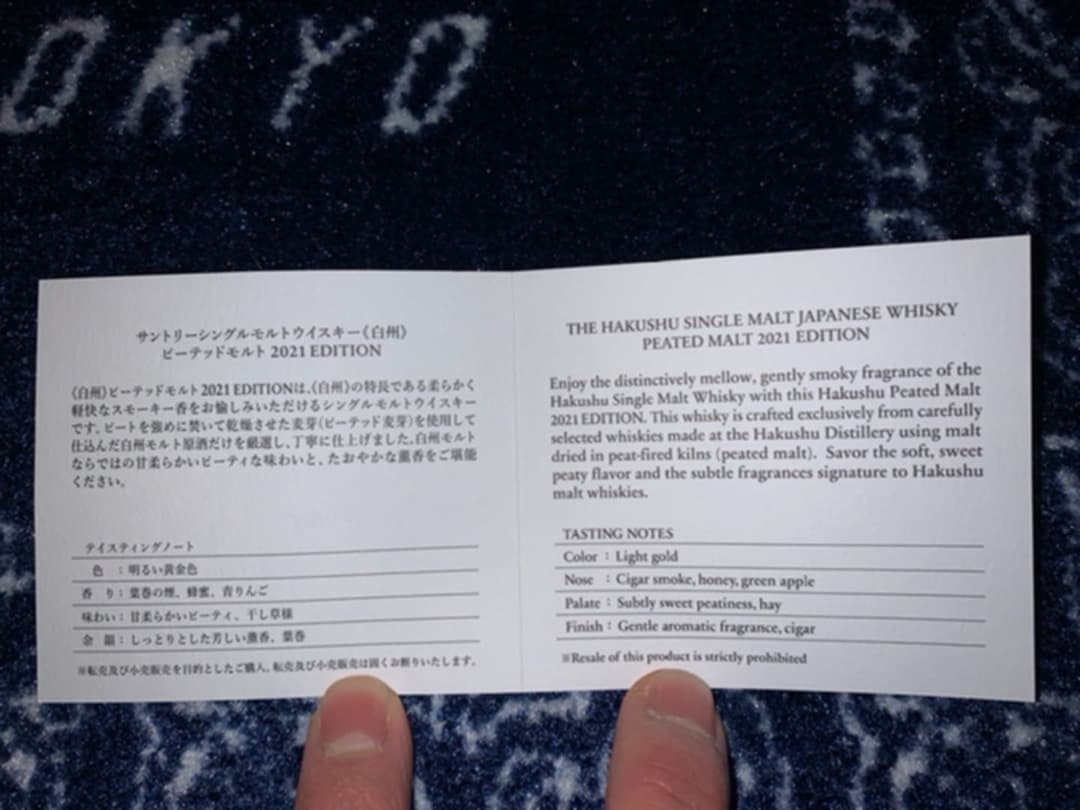 OKYO
サントリーシングルモルトウイスキー《白州》
ピーテッドモルト 2021 EDITION
《白州》ピーテッドモルト2021 EDITIONは、《白州》の特長である柔らかく
軽快なスモーキー香をお愉しみいただけるシングルモルトウイスキー
です。ピートを強めに焚いて乾燥させた麦芽(ピーテッド麦芽)を使用して
仕込んだ白州モルト原酒だけを厳選し、丁寧に仕上げました。白州モルト
ならではの甘柔らかいピーティな味わいと、たおやかな薫香をご堪能
ください。
テイスティングノート
色 : 明るい黄金色
香 り : 葉巻の煙、蜂蜜、青りんご
味わい : 甘柔らかいピーティ、干し草様
余 韻 : しっとりとした芳しい薫香、葉巻
※転売及び小売販売を目的としたご購入、転売及び小売販売は固くお断りいたします。
THE HAKUSHU SINGLE MALT JAPANESE WHISKY
PEATED MALT 2021 EDITION
Enjoy the distinctively mellow, gently smoky fragrance of the
Hakushu Single Malt Whisky with this Hakushu Peated Malt
2021 EDITION. This whisky is crafted exclusively from carefully
selected whiskies made at the Hakushu Distillery using malt
dried in peat-fired kilns (peated malt). Savor the soft, sweet
peaty flavor and the subtle fragrances signature to Hakushu
malt whiskies.
TASTING NOTES
Color : Light gold
Nose : Cigar smoke, honey, green apple
Palate : Subtly sweet peatiness, hay
Finish : Gentle aromatic fragrance, cigar
※Resale of this product is strictly prohibited